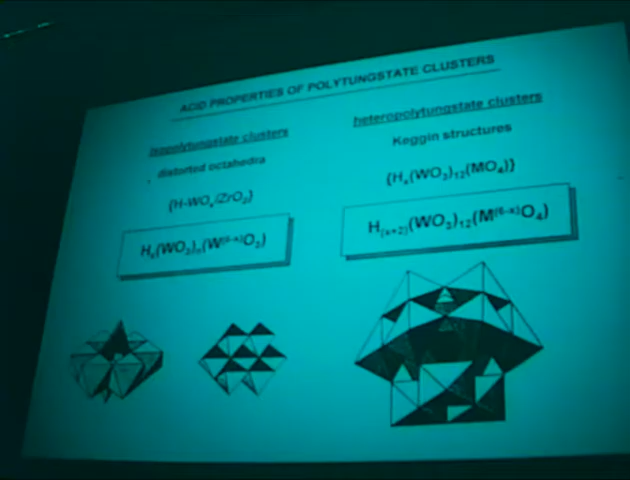 ACID PROPERTIES OF POLYTUNGSTATE CLUSTERS
isopolytungstate clusters
distorted octahedra
{H-WOₓ/ZrO₂}
Hₓ(WO₃)ₙ(W⁽⁶⁻ˣ⁾O₃)
heteropolytungstate clusters
Keggin structures
{Hₓ(WO₃)₁₂(MO₄)}
H₍ₓ₊₂₎(WO₃)₁₂(M⁽⁶⁻ˣ⁾O₄)